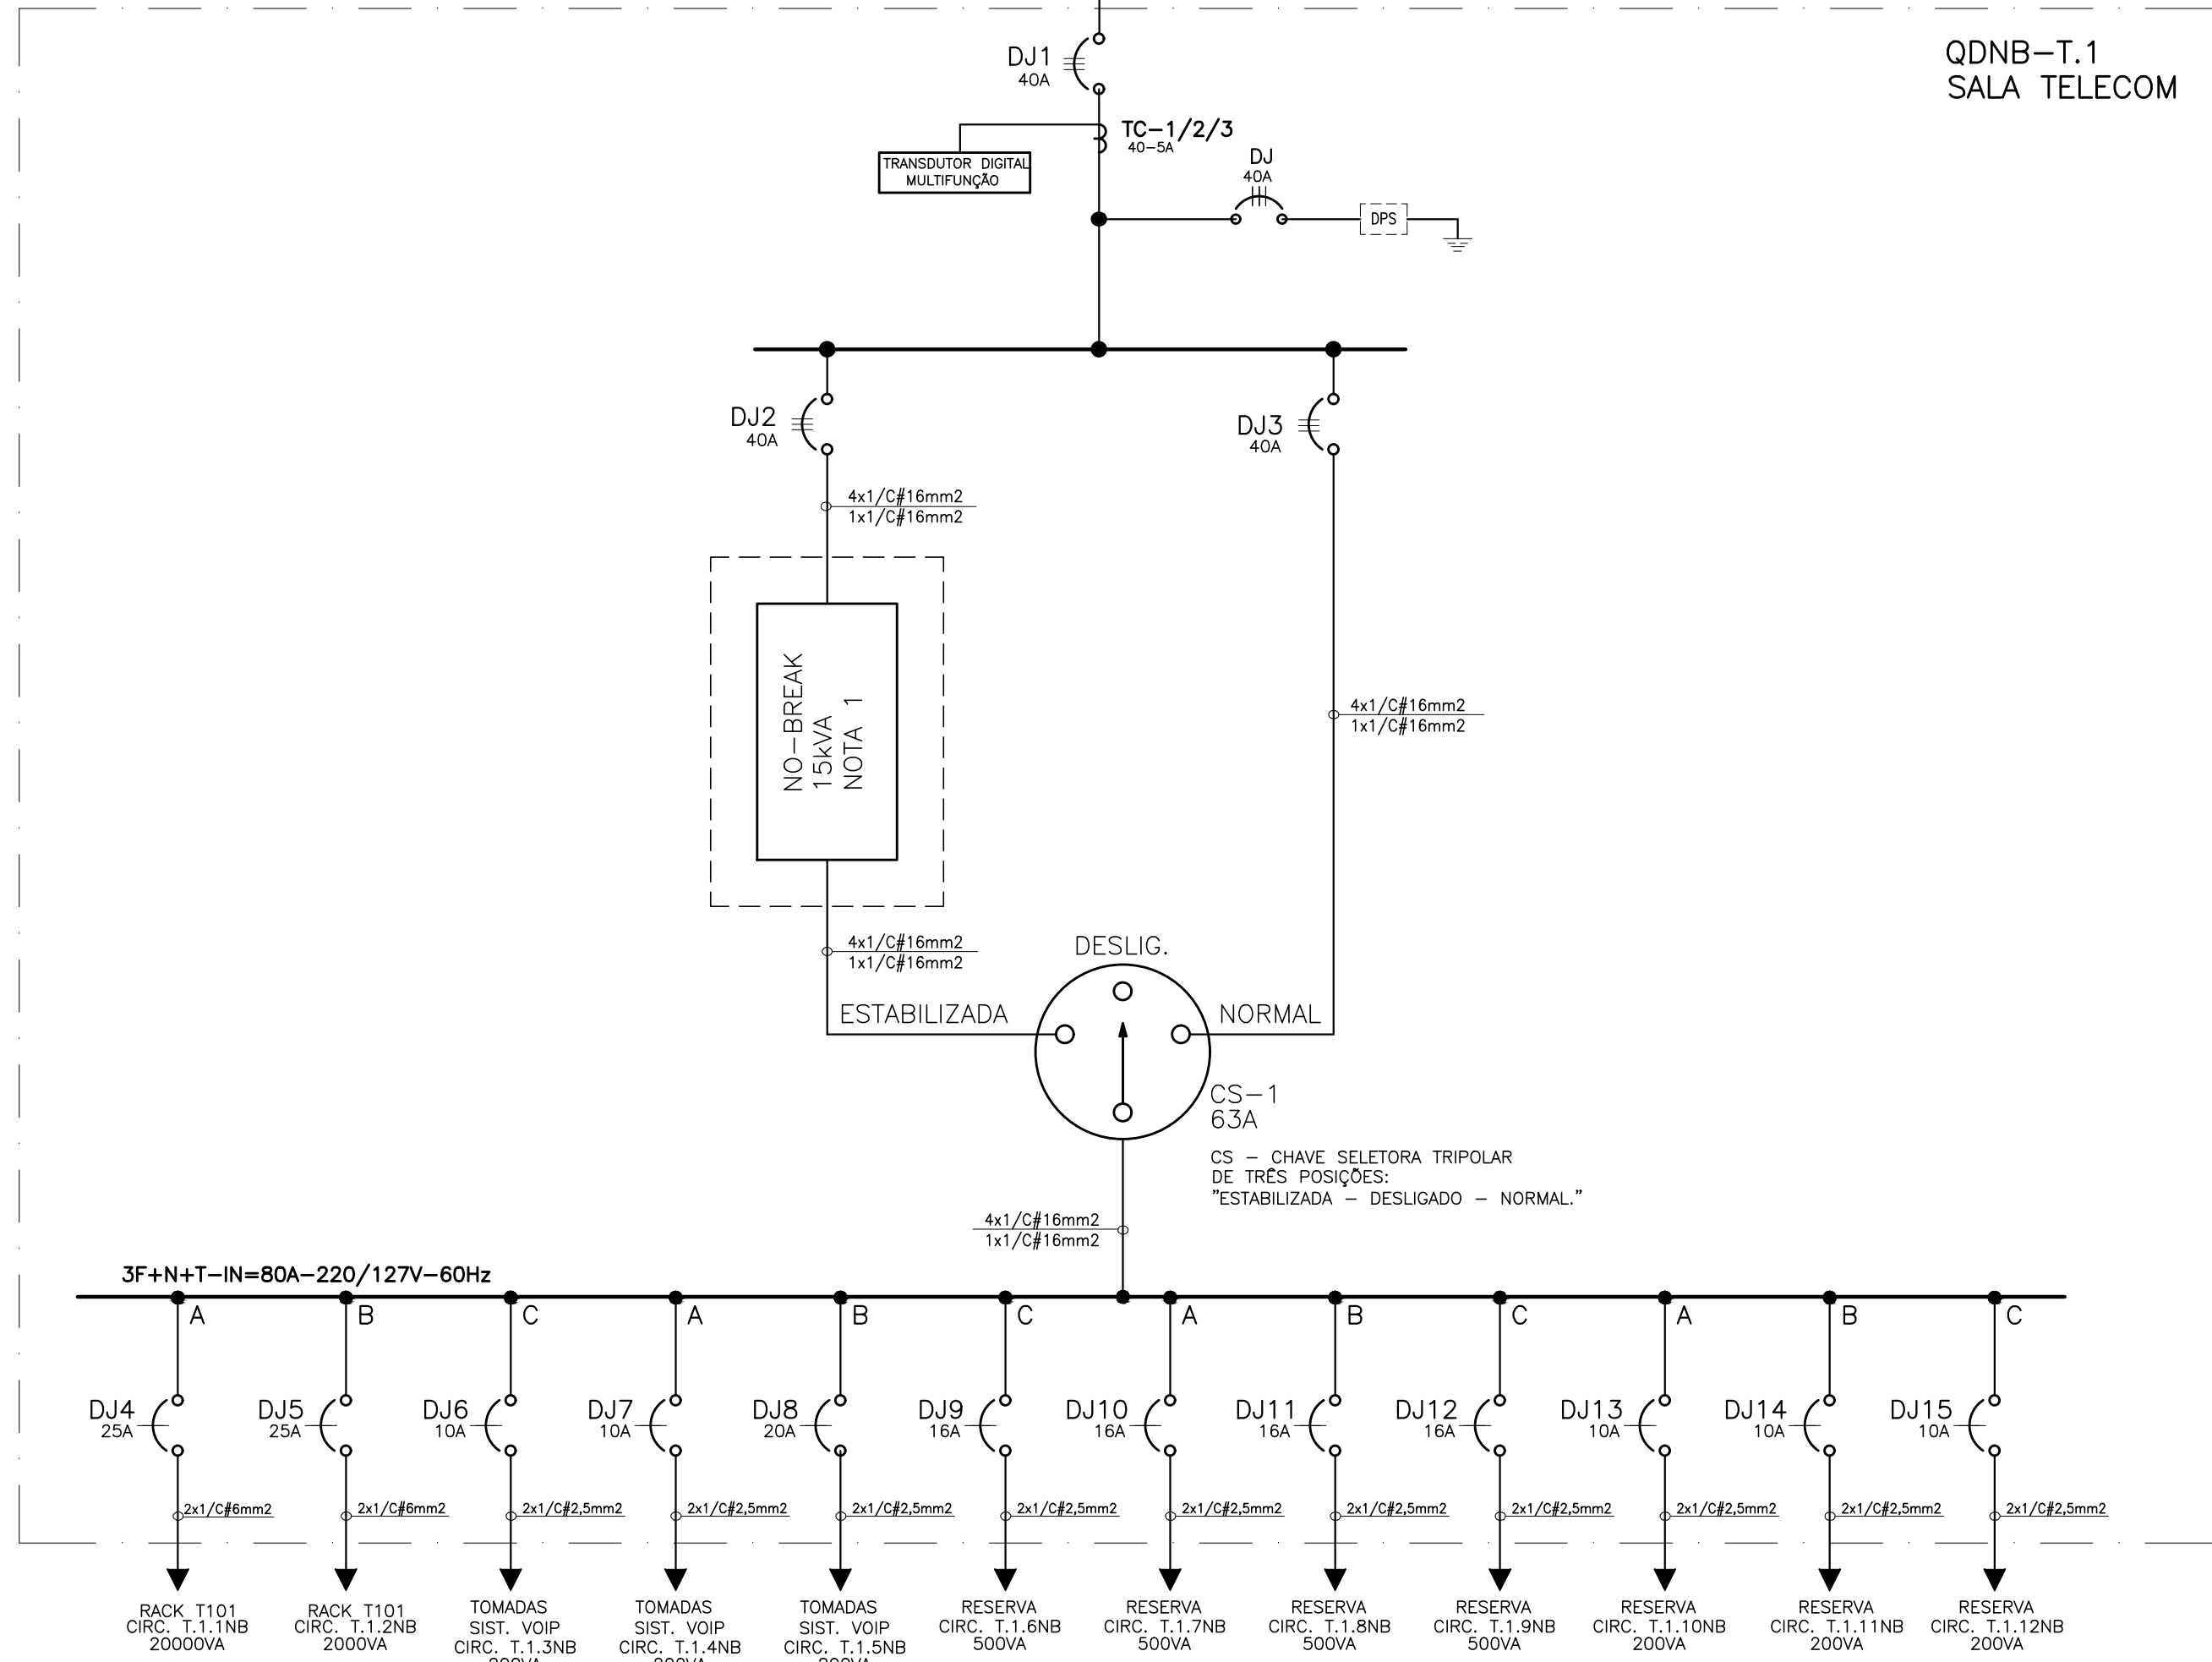 QDNB-T.1
SALA TELECOM
DJ1
40A
TC-1/2/3
40-5A
TRANSDUTOR DIGITAL
MULTIFUNÇÃO
DJ
40A
DPS
DJ2
40A
DJ3
40A
4x1/C#16mm2
1x1/C#16mm2
NO-BREAK
15kVA
NOTA 1
4x1/C#16mm2
1x1/C#16mm2
4x1/C#16mm2
1x1/C#16mm2
DESLIG.
ESTABILIZADA
NORMAL
CS-1
63A
CS - CHAVE SELETORA TRIPOLAR
DE TRÊS POSIÇÕES:
"ESTABILIZADA - DESLIGADO - NORMAL."
4x1/C#16mm2
1x1/C#16mm2
3F+N+T-IN=80A-220/127V-60Hz
A B C A B C A B C A B C
DJ4 DJ5 DJ6 DJ7 DJ8 DJ9 DJ10 DJ11 DJ12 DJ13 DJ14 DJ15
25A 25A 10A 10A 20A 16A 16A 16A 16A 10A 10A 10A
2x1/C#6mm2 2x1/C#6mm2 2x1/C#2,5mm2 2x1/C#2,5mm2 2x1/C#2,5mm2 2x1/C#2,5mm2 2x1/C#2,5mm2 2x1/C#2,5mm2 2x1/C#2,5mm2 2x1/C#2,5mm2 2x1/C#2,5mm2 2x1/C#2,5mm2
RACK T101
CIRC. T.1.1NB
20000VA
RACK T101
CIRC. T.1.2NB
2000VA
TOMADAS
SIST. VOIP
CIRC. T.1.3NB
TOMADAS
SIST. VOIP
CIRC. T.1.4NB
TOMADAS
SIST. VOIP
CIRC. T.1.5NB
RESERVA
CIRC. T.1.6NB
500VA
RESERVA
CIRC. T.1.7NB
500VA
RESERVA
CIRC. T.1.8NB
500VA
RESERVA
CIRC. T.1.9NB
500VA
RESERVA
CIRC. T.1.10NB
200VA
RESERVA
CIRC. T.1.11NB
200VA
RESERVA
CIRC. T.1.12NB
200VA